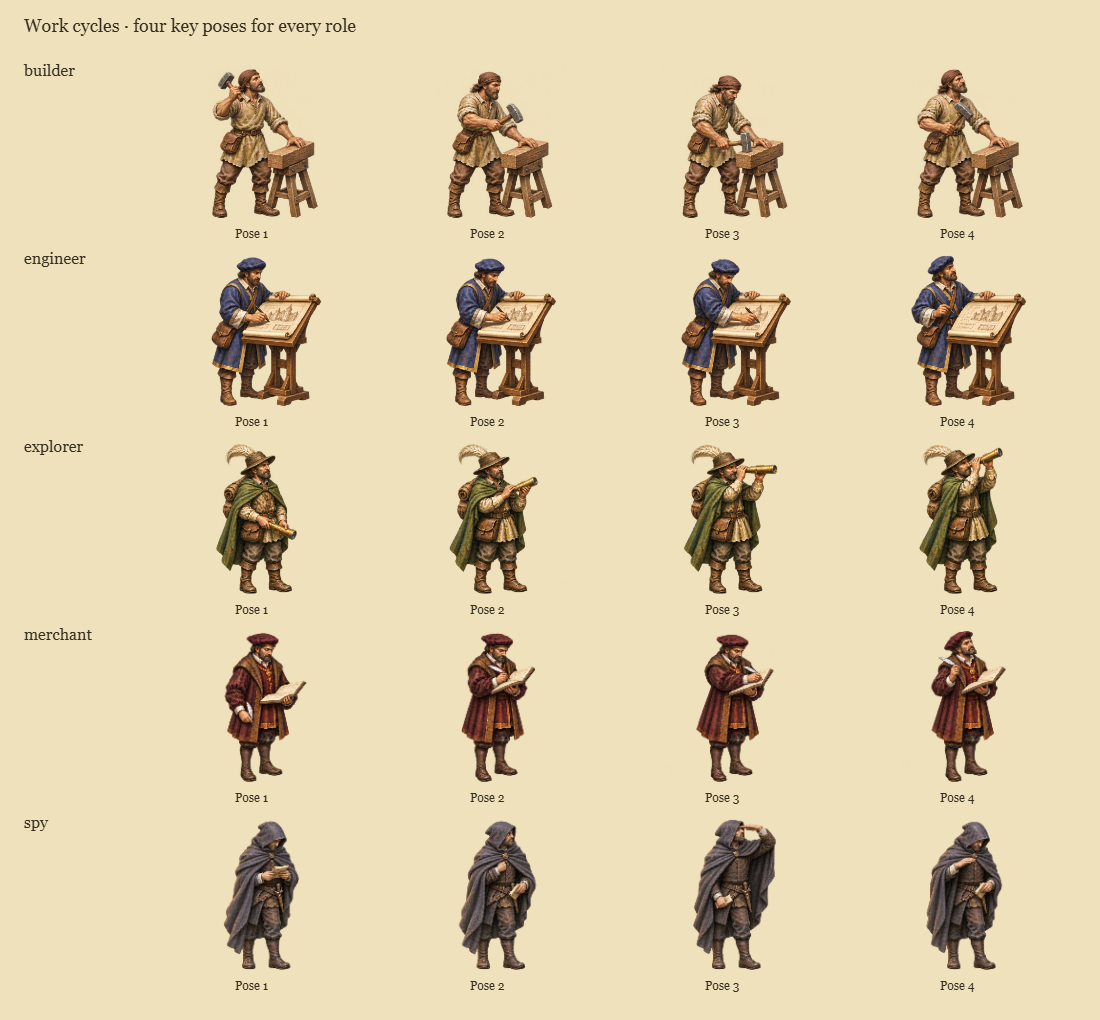 Work cycles · four key poses for every role
builder
Pose 1 Pose 2 Pose 3 Pose 4
engineer
Pose 1 Pose 2 Pose 3 Pose 4
explorer
Pose 1 Pose 2 Pose 3 Pose 4
merchant
Pose 1 Pose 2 Pose 3 Pose 4
spy
Pose 1 Pose 2 Pose 3 Pose 4